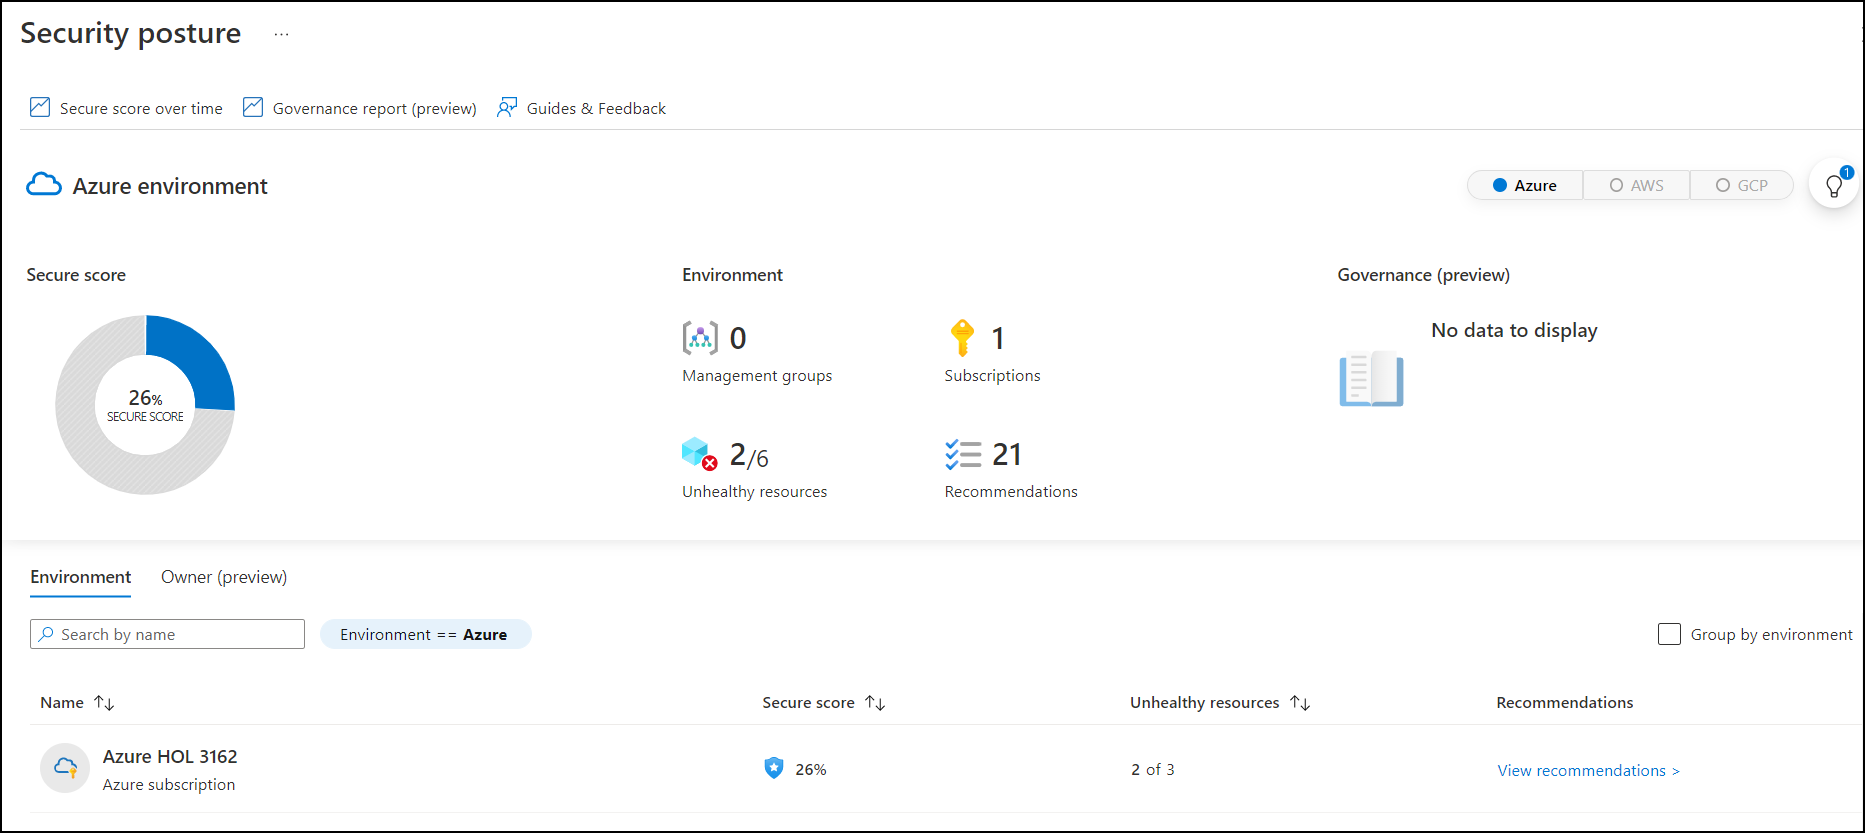 Security posture ...
Secure score over time Governance report (preview) Guides & Feedback
Azure environment
Azure AWS GCP
1
Secure score
26%
SECURE SCORE
Environment
0
Management groups
1
Subscriptions
2/6
Unhealthy resources
21
Recommendations
Governance (preview)
No data to display
Environment Owner (preview)
Search by name Environment == Azure Group by environment
Name Secure score Unhealthy resources Recommendations
Azure HOL 3162
Azure subscription
26% 2 of 3 View recommendations >